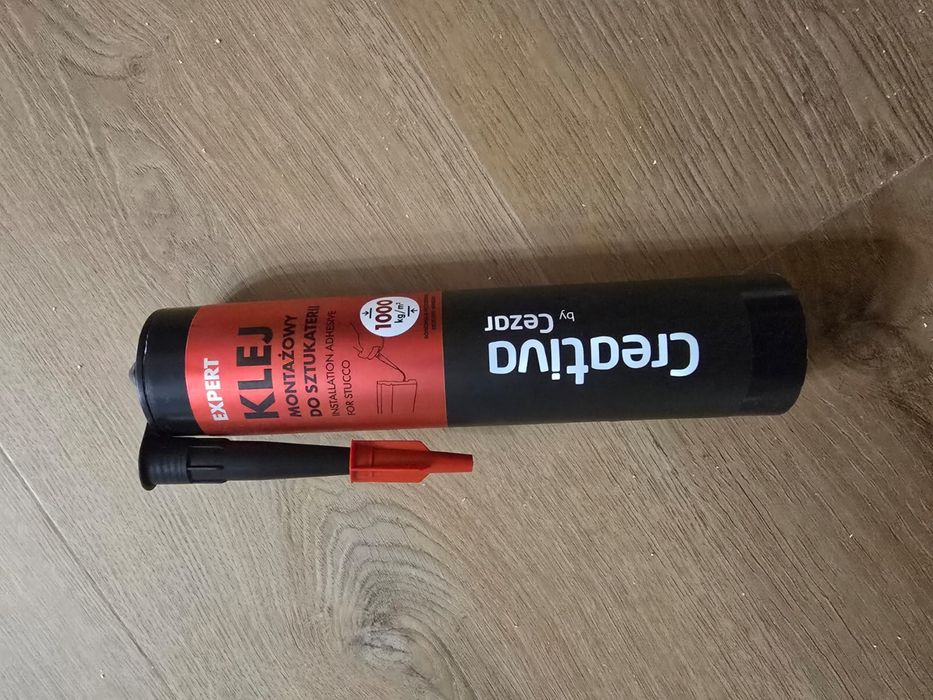 EXPERT
KLEJ
MONTAŻOWY
DO SZTUKATERII
INSTALLATION ADHESIVE
FOR STUCCO
1000
kg/m²
Creativa
by Cezar